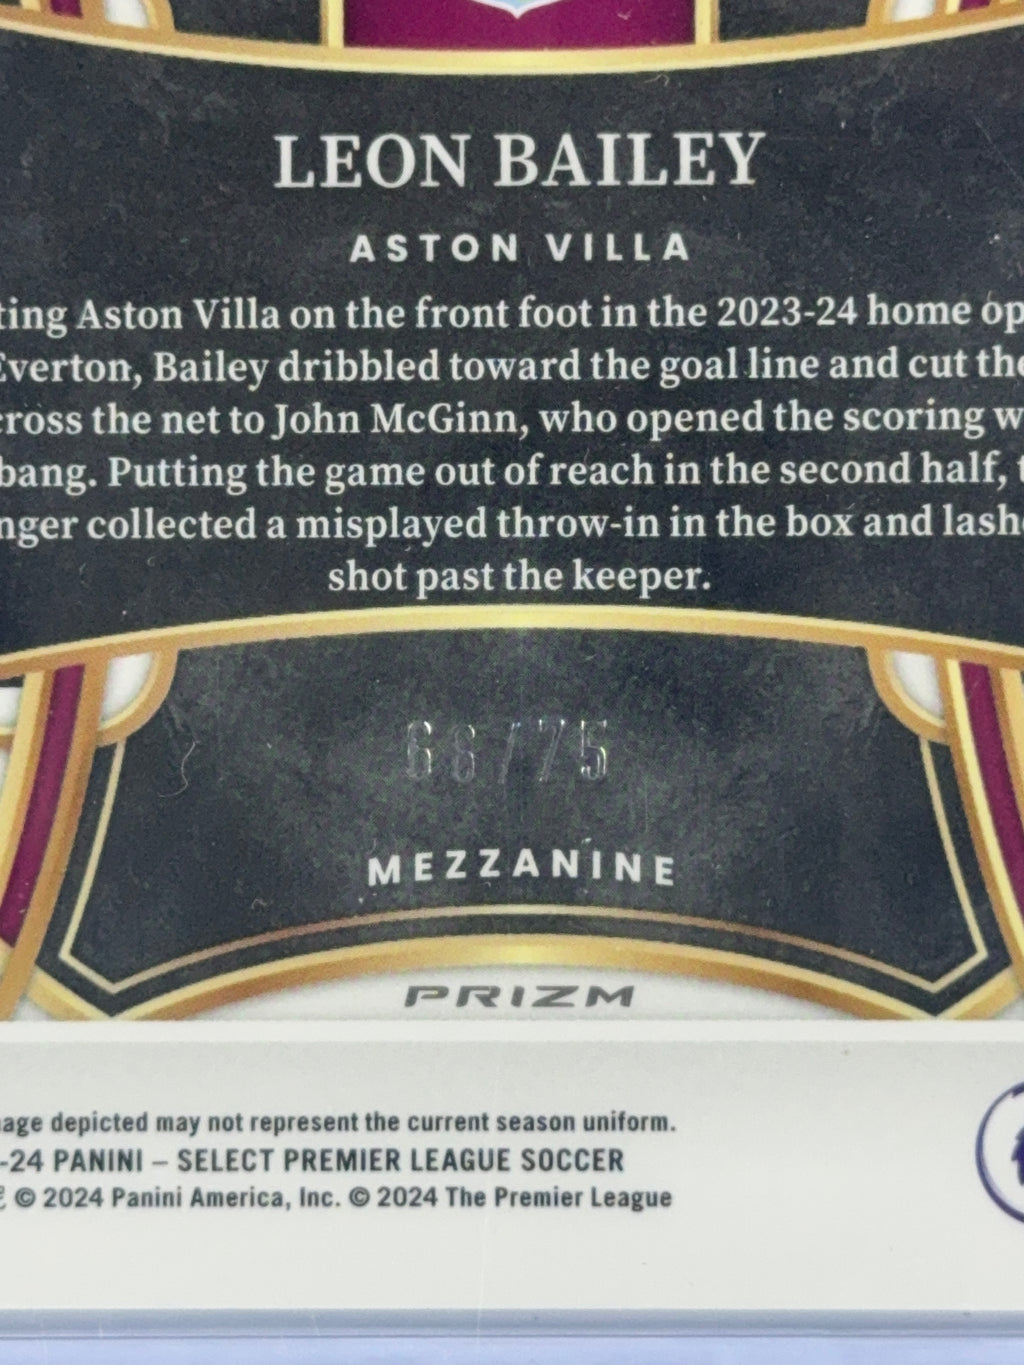 LEON BAILEY
ASTON VILLA
ting Aston Villa on the front foot in the 2023-24 home op
Everton, Bailey dribbled toward the goal line and cut the
cross the net to John McGinn, who opened the scoring w
bang. Putting the game out of reach in the second half, t
nger collected a misplayed throw-in in the box and lashe
shot past the keeper.
68/75
MEZZANINE
PRIZM
mage depicted may not represent the current season uniform.
-24 PANINI – SELECT PREMIER LEAGUE SOCCER
© 2024 Panini America, Inc. © 2024 The Premier League